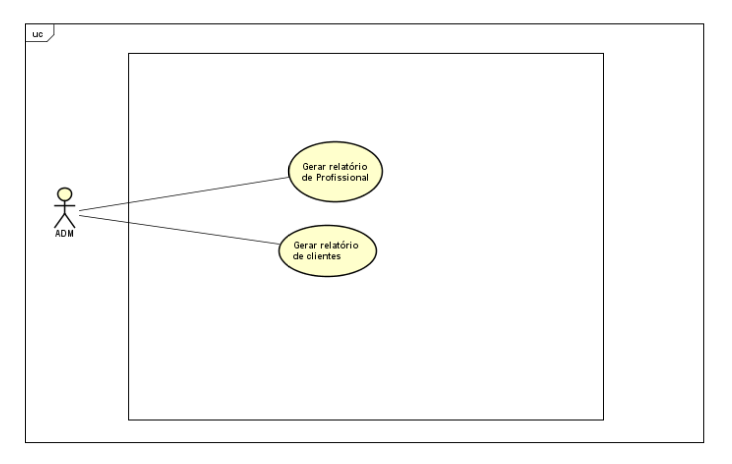 uc
Gerar relatório
de Profissional
ADM
Gerar relatório
de clientes